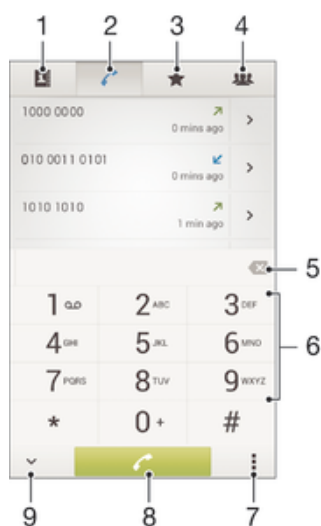 1 2 3 4
1000 0000
0 mins ago
010 0011 0101
0 mins ago
1010 1010
1 min ago
5
1 2 ABC 3 DEF
4 GHI 5 JKL 6 MNO
6
7 PQRS 8 TUV 9 WXYZ
* 0 + #
9 8 7